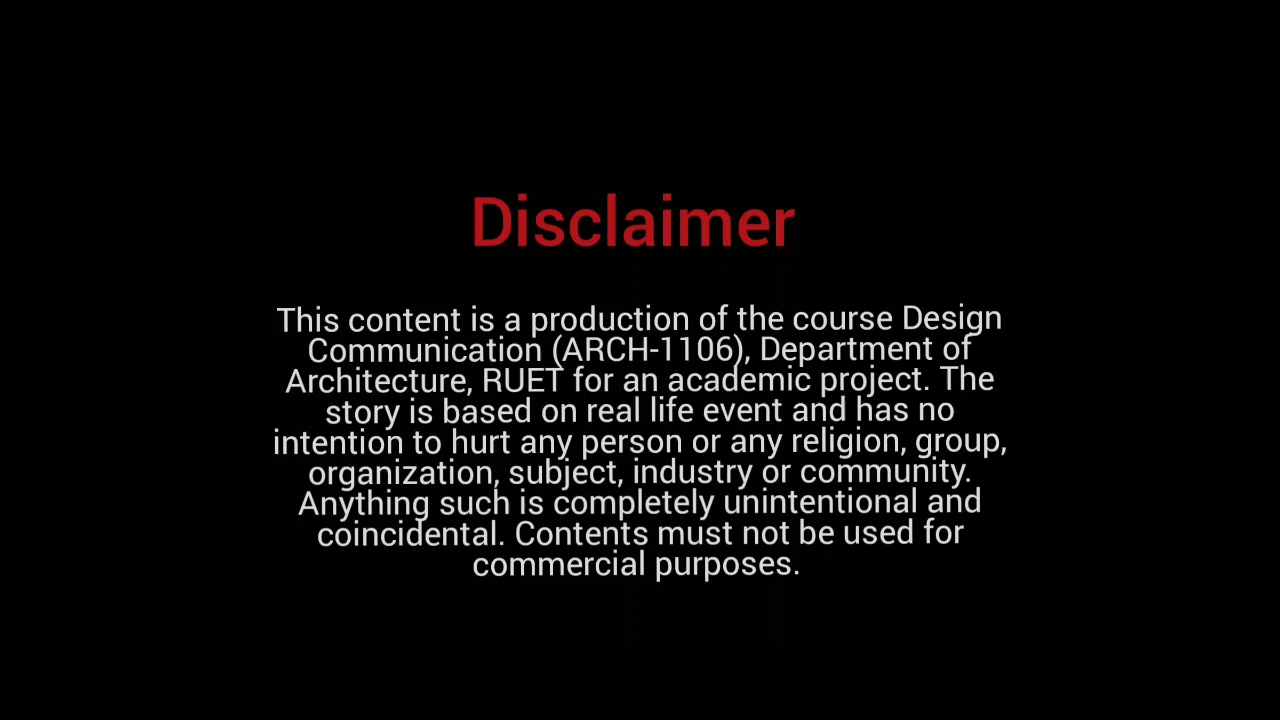 Disclaimer
This content is a production of the course Design
Communication (ARCH-1106), Department of
Architecture, RUET for an academic project. The
story is based on real life event and has no
intention to hurt any person or any religion, group,
organization, subject, industry or community.
Anything such is completely unintentional and
coincidental. Contents must not be used for
commercial purposes.